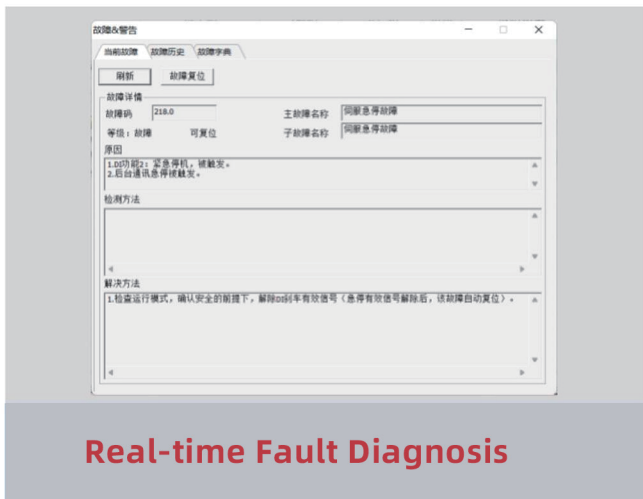 故障&警告
当前故障 故障历史 故障字典
刷新 故障复位
故障详情
故障码 218.0 主故障名称 伺服急停故障
等级：故障 可复位 子故障名称 伺服急停故障
原因
1.DI功能2：紧急停机，被触发。
2.后台通讯急停被触发。
检测方法
解决方法
1.检查运行模式，确认安全的前提下，解除DI刹车有效信号（急停有效信号解除后，该故障自动复位）。
Real-time Fault Diagnosis